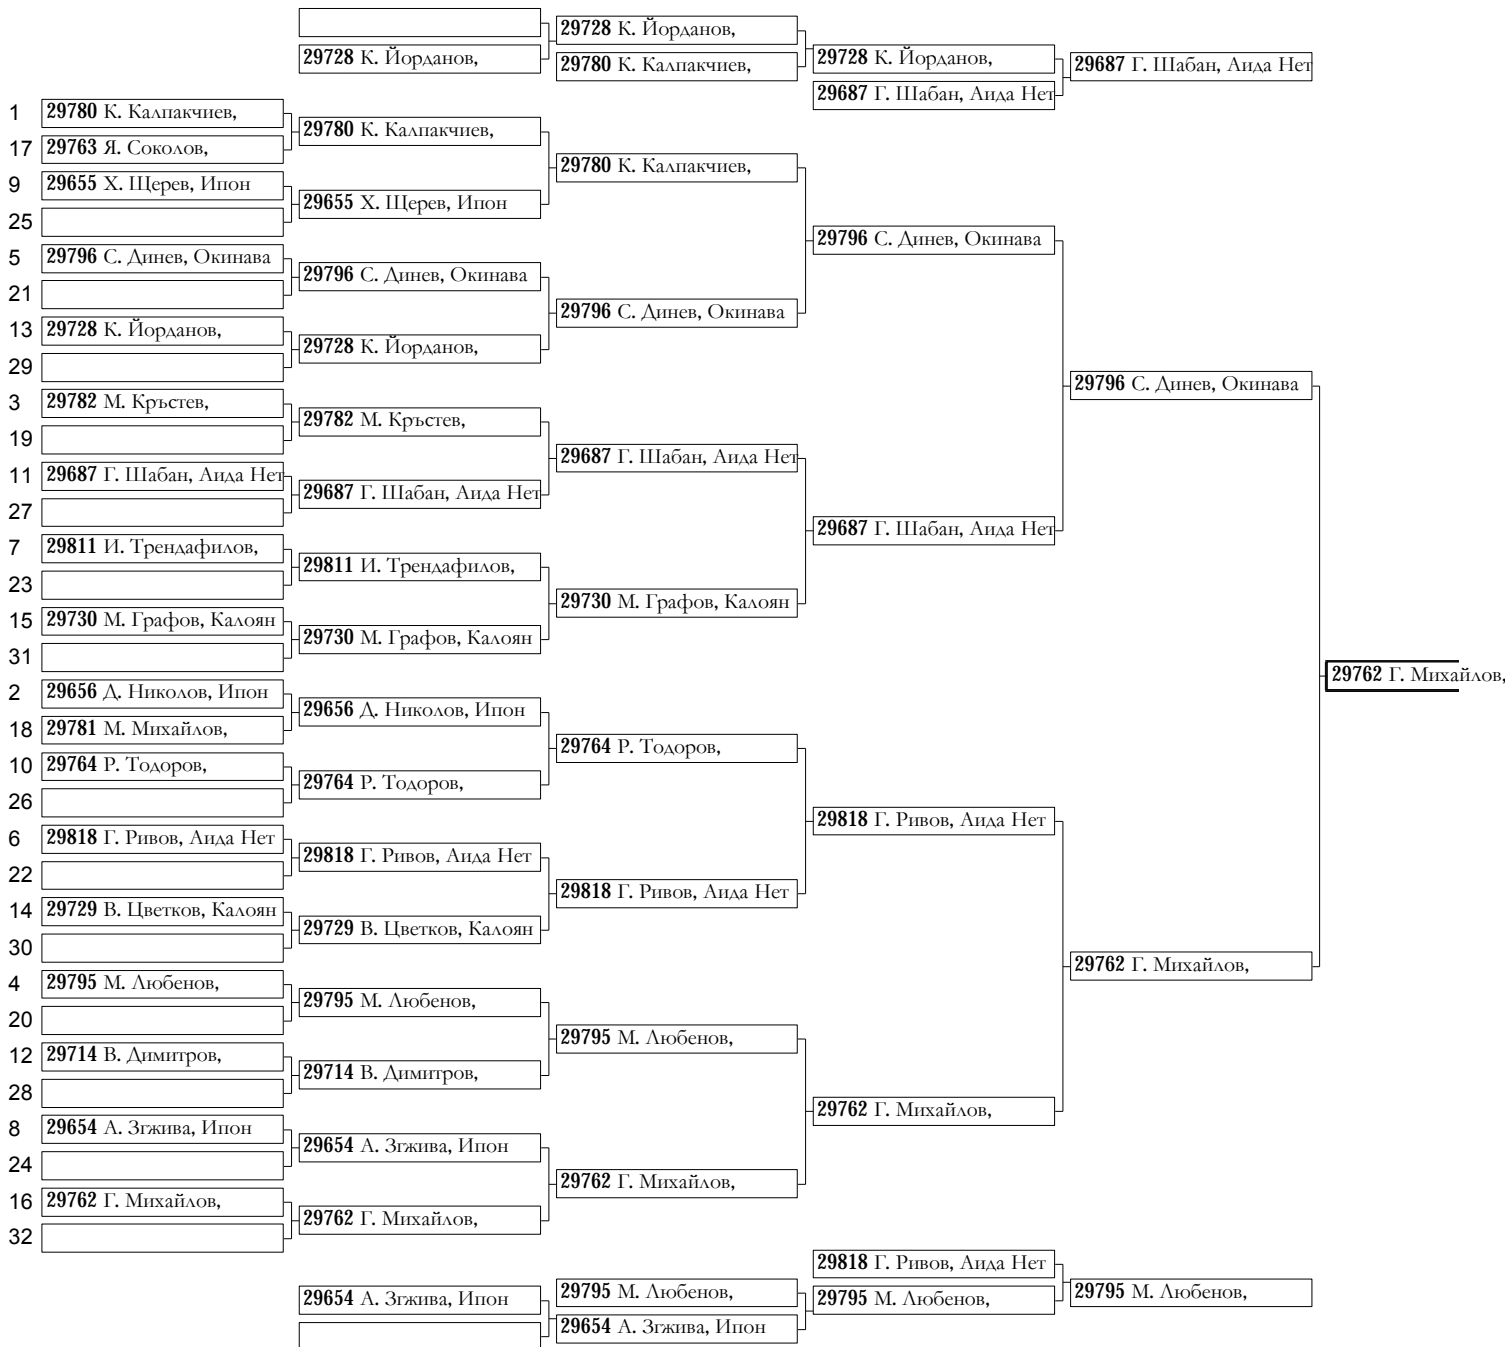 29728 К. Йорданов,
29728 К. Йорданов,
29780 К. Калпакчиев,
29728 К. Йорданов,
29687 Г. Шабан, Аида Нет
29687 Г. Шабан, Аида Нет
1 29780 К. Калпакчиев,
17 29763 Я. Соколов,
9 29655 Х. Щерев, Ипон
25
5 29796 С. Динев, Окинава
21
13 29728 К. Йорданов,
29
3 29782 М. Кръстев,
19
11 29687 Г. Шабан, Аида Нет
27
7 29811 И. Трендафилов,
23
15 29730 М. Графов, Калоян
31
2 29656 Д. Николов, Ипон
18 29781 М. Михайлов,
10 29764 Р. Тодоров,
26
6 29818 Г. Ривов, Аида Нет
22
14 29729 В. Цветков, Калоян
30
4 29795 М. Любенов,
20
12 29714 В. Димитров,
28
8 29654 А. Згжива, Ипон
24
16 29762 Г. Михайлов,
32
29780 К. Калпакчиев,
29655 Х. Щерев, Ипон
29796 С. Динев, Окинава
29728 К. Йорданов,
29782 М. Кръстев,
29687 Г. Шабан, Аида Нет
29811 И. Трендафилов,
29730 М. Графов, Калоян
29656 Д. Николов, Ипон
29764 Р. Тодоров,
29818 Г. Ривов, Аида Нет
29729 В. Цветков, Калоян
29795 М. Любенов,
29714 В. Димитров,
29654 А. Згжива, Ипон
29762 Г. Михайлов,
29780 К. Калпакчиев,
29796 С. Динев, Окинава
29687 Г. Шабан, Аида Нет
29730 М. Графов, Калоян
29764 Р. Тодоров,
29818 Г. Ривов, Аида Нет
29795 М. Любенов,
29762 Г. Михайлов,
29796 С. Динев, Окинава
29687 Г. Шабан, Аида Нет
29818 Г. Ривов, Аида Нет
29762 Г. Михайлов,
29796 С. Динев, Окинава
29762 Г. Михайлов,
29762 Г. Михайлов,
29654 А. Згжива, Ипон
29795 М. Любенов,
29654 А. Згжива, Ипон
29818 Г. Ривов, Аида Нет
29795 М. Любенов,
29795 М. Любенов,